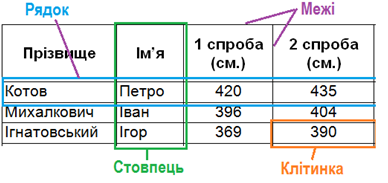 Рядок
Межі
Прізвище Ім’я 1 спроба (см.) 2 спроба (см.)
Котов Петро 420 435
Михалкович Іван 396 404
Ігнатовський Ігор 369 390
Стовпець
Клітинка